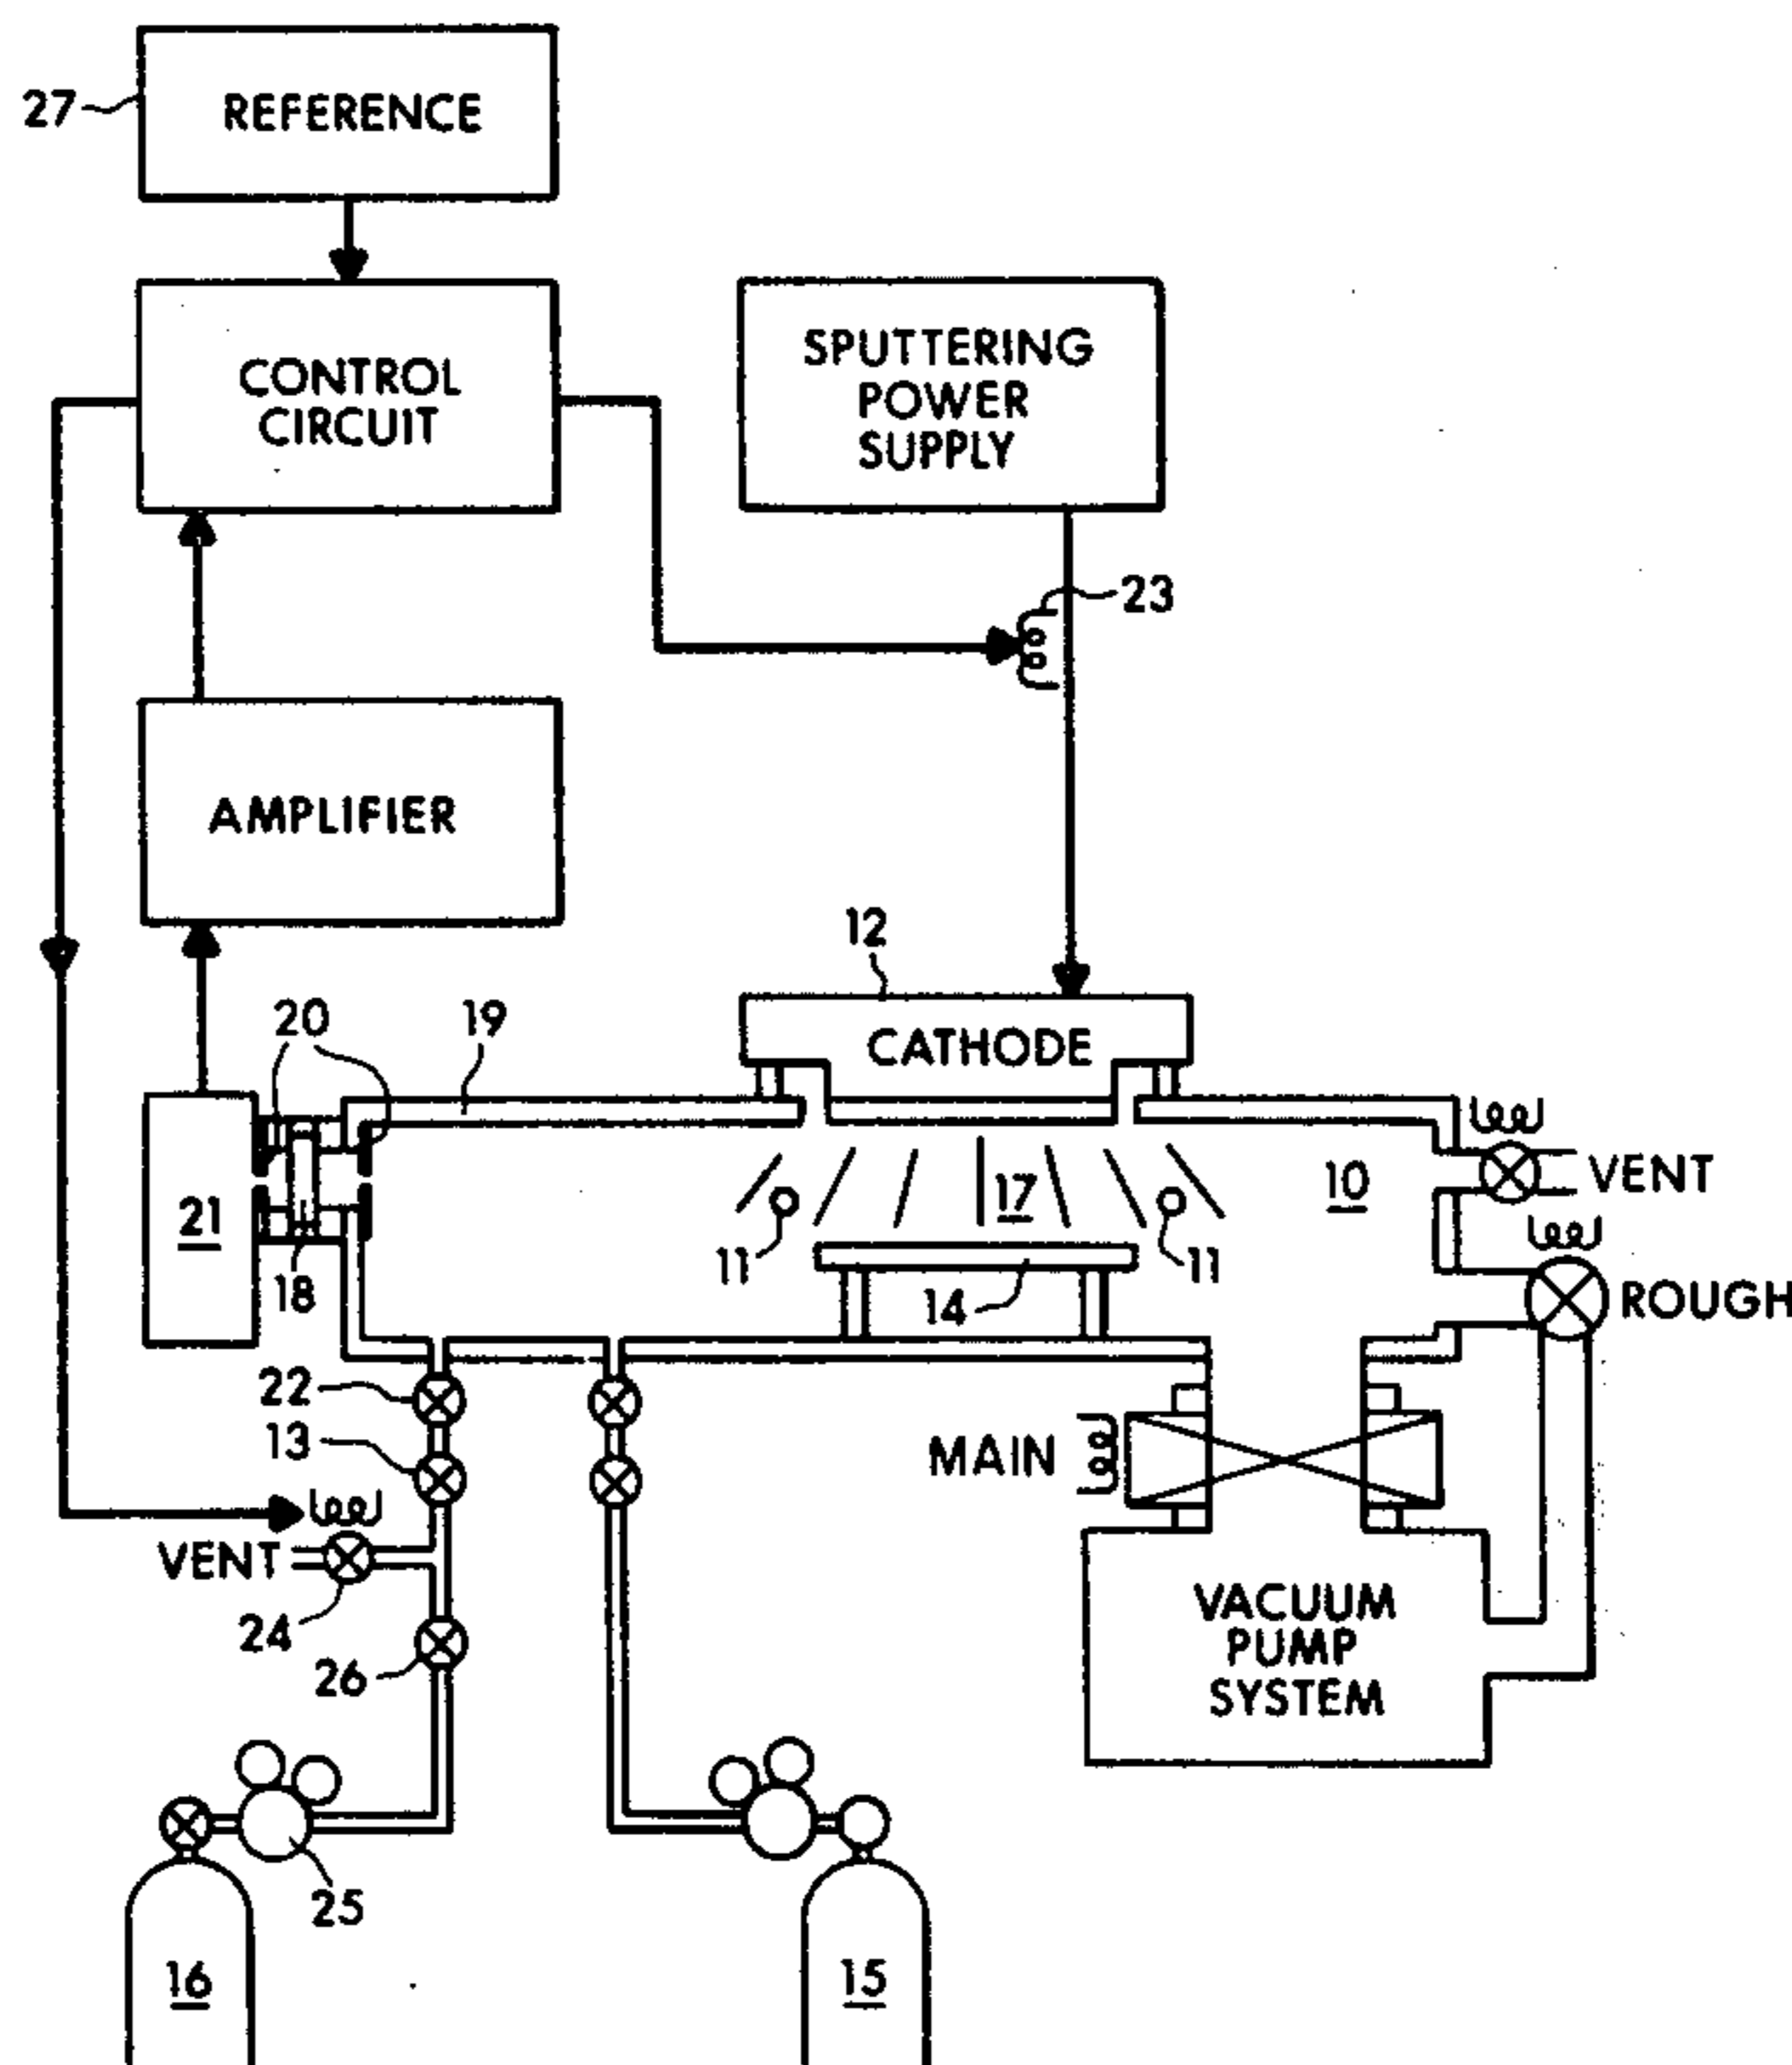 27
REFERENCE
CONTROL
CIRCUIT
SPUTTERING
POWER
SUPPLY
23
AMPLIFIER
12
20
19
CATHODE
10
VENT
17
21
11
11
18
14
ROUGH
22
13
MAIN
VENT
24
26
VACUUM
PUMP
SYSTEM
25
16
15